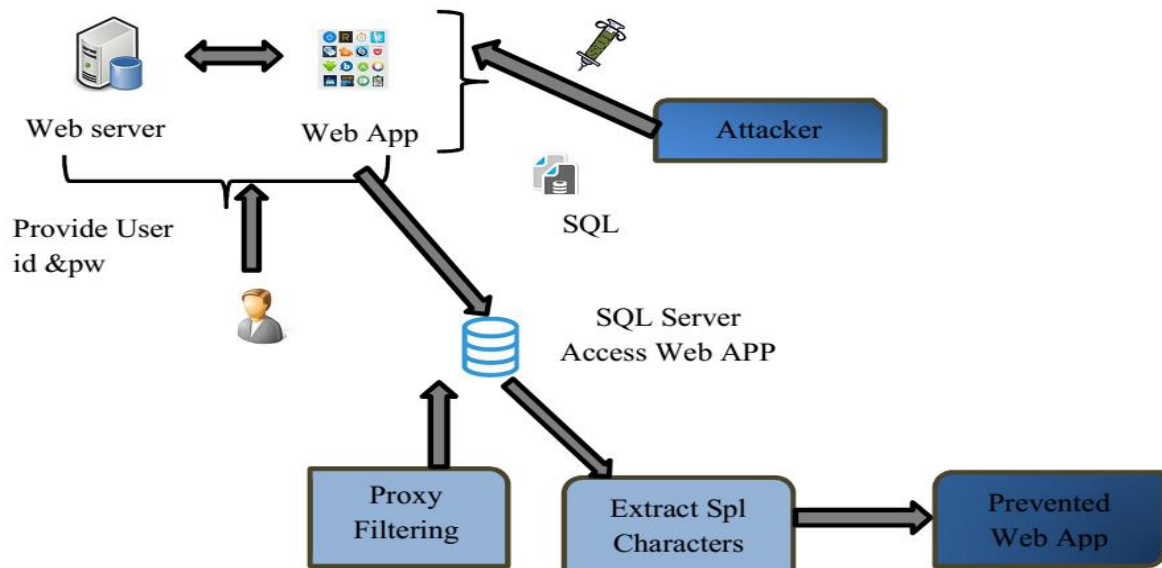 Web server
Web App
Attacker
Provide User
id &pw
SQL
SQL Server
Access Web APP
Proxy
Filtering
Extract Spl
Characters
Prevented
Web App